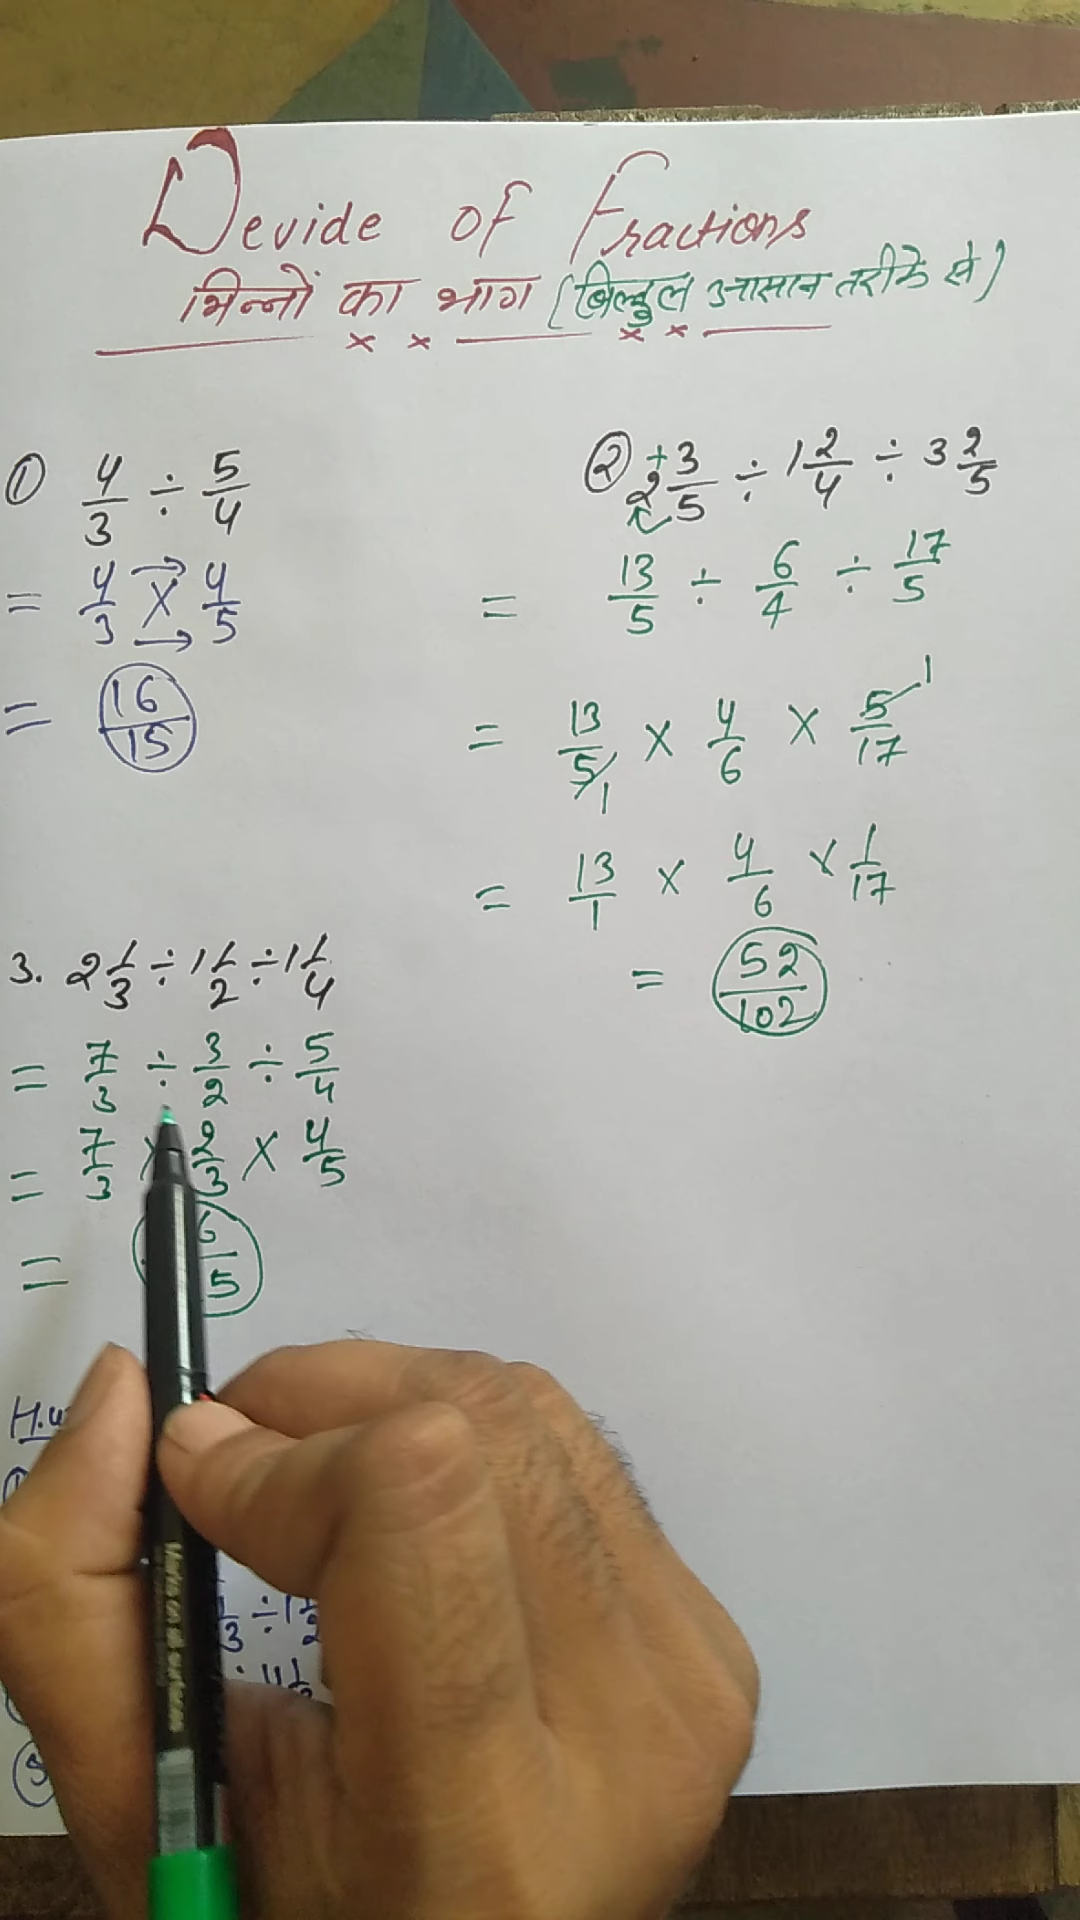 Devide of Fractions
भिन्नों का भाग (बिल्कुल आसान तरीके से)
x x x x
① 4/3 ÷ 5/4
= 4/3 × 4/5
= 16/15
② 2 3/5 ÷ 1 2/4 ÷ 3 2/5
= 13/5 ÷ 6/4 ÷ 17/5
= 13/5 × 4/6 × 5/17
= 13/1 × 4/6 × 1/17
= 52/102
3. 2 1/3 ÷ 1 1/2 ÷ 1 1/4
= 7/3 ÷ 3/2 ÷ 5/4
= 7/3 × 2/3 × 4/5
=